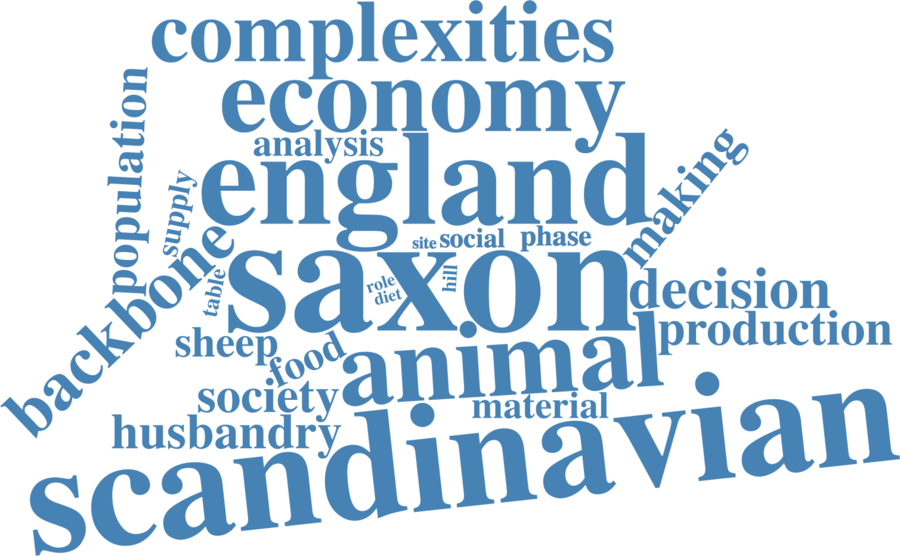 complexities
economy
population
analysis
england
making
supply
site
social
phase
backbone
saxon
table
role
diet
hill
decision
production
sheep
food
animal
society
material
husbandry
scandinavian